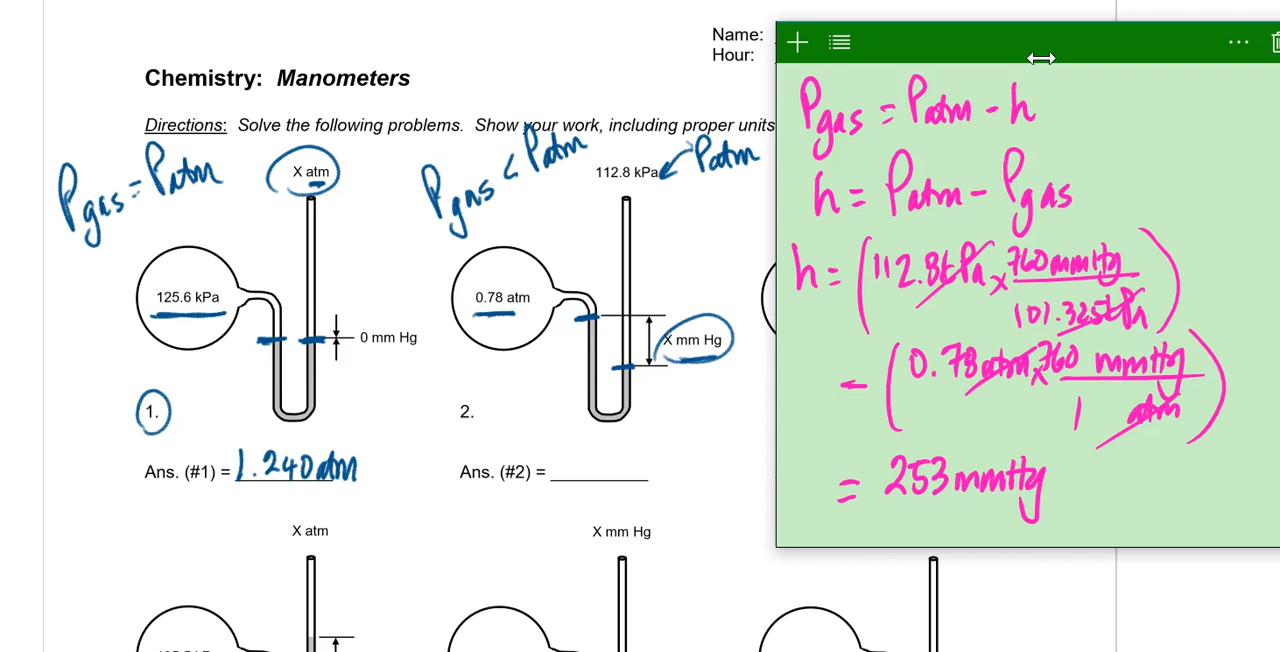 Name:
Hour:
Chemistry: Manometers
Directions: Solve the following problems. Show your work, including proper units
Pgas = Patm
X atm
125.6 kPa
0 mm Hg
1.
Ans. (#1) = 1.240 atm
Pgas < Patm
112.8 kPa
Patm
0.78 atm
X mm Hg
2.
Ans. (#2) = __________
Pgas = Patm - h
h = Patm - Pgas
h = (112.8 kPa x 760 mmHg
101.325 kPa)
- (0.78 atm x 760 mmHg
1 atm)
= 253 mmHg
X atm
X mm Hg